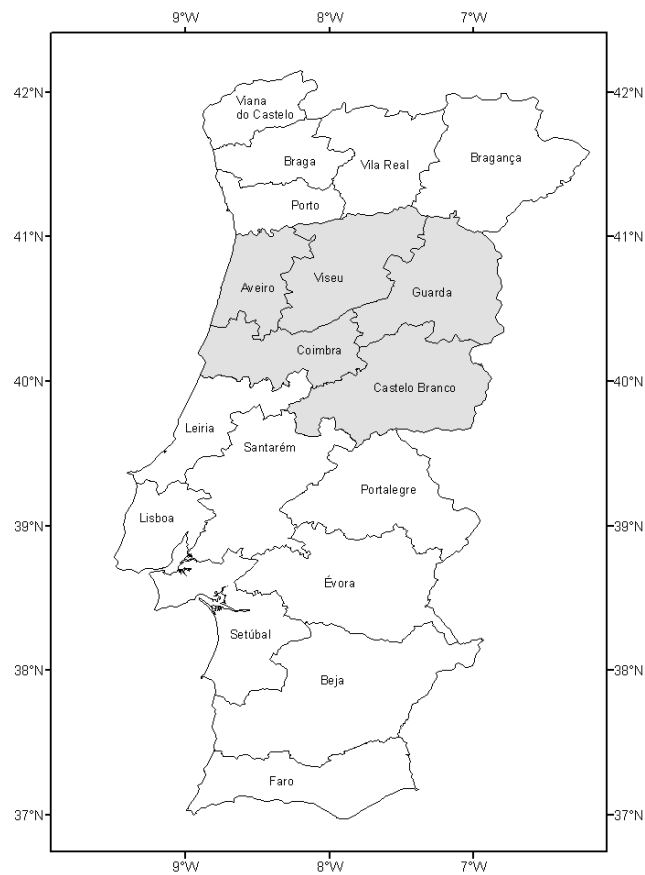 9°W 8°W 7°W
42°N 42°N
Viana
do Castelo
Braga
Vila Real
Bragança
Porto
41°N 41°N
Aveiro
Viseu
Guarda
Coimbra
40°N 40°N
Castelo Branco
Leiria
Santarém
Portalegre
Lisboa
39°N 39°N
Évora
Setúbal
38°N 38°N
Beja
Faro
37°N 37°N
9°W 8°W 7°W